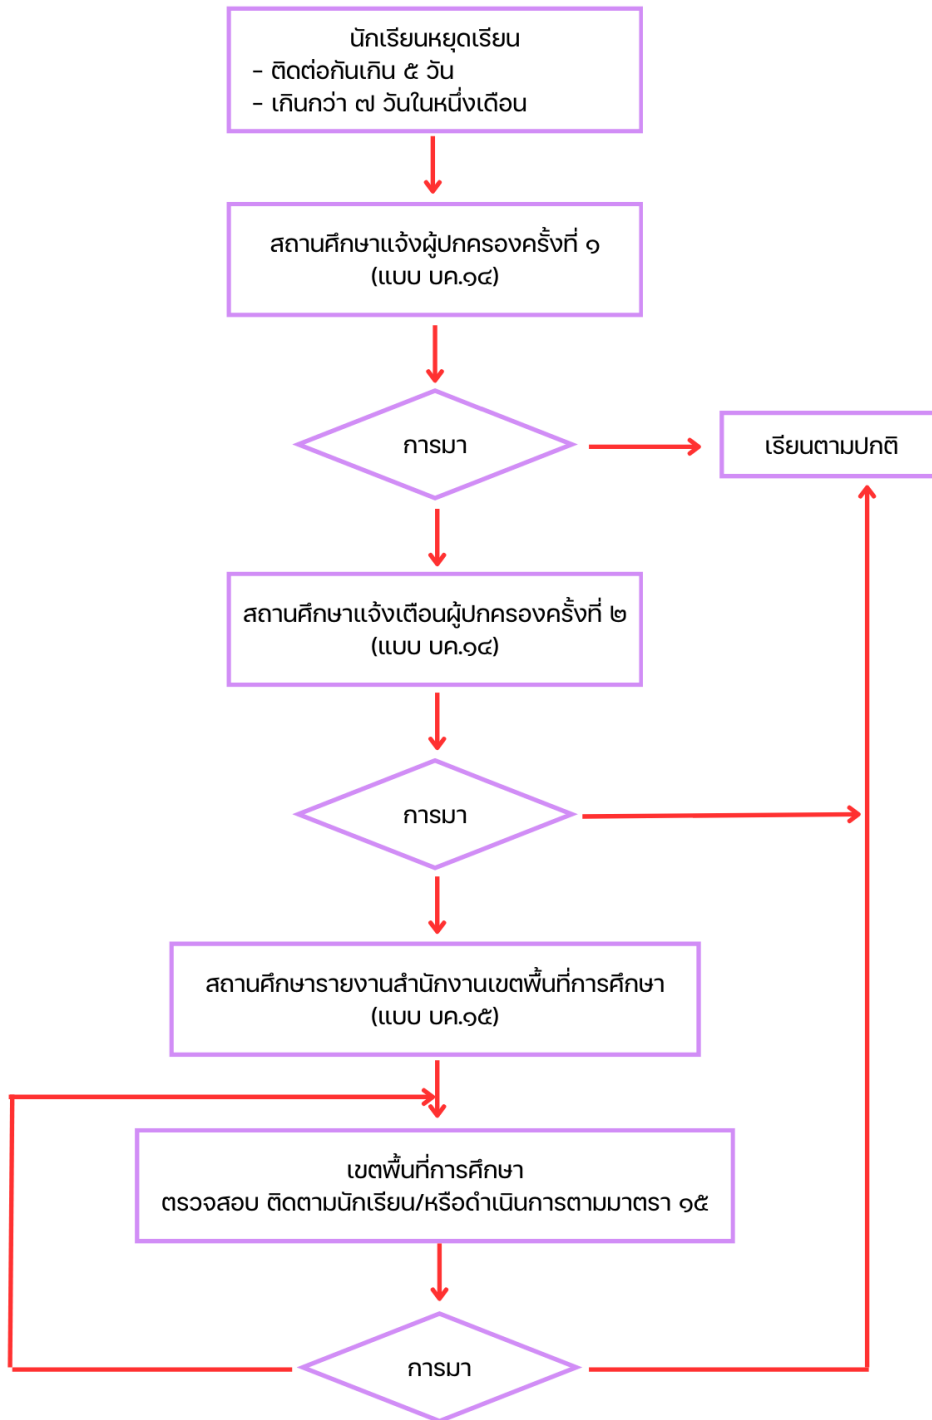 นักเรียนหยุดเรียน
- ติดต่อกันเกิน ๕ วัน
- เกินกว่า ๗ วันในหนึ่งเดือน
สถานศึกษาแจ้งผู้ปกครองครั้งที่ ๑
(แบบ บค.๑๔)
การมา
เรียนตามปกติ
สถานศึกษาแจ้งเตือนผู้ปกครองครั้งที่ ๒
(แบบ บค.๑๔)
การมา
สถานศึกษารายงานสำนักงานเขตพื้นที่การศึกษา
(แบบ บค.๑๕)
เขตพื้นที่การศึกษา
ตรวจสอบ ติดตามนักเรียน/หรือดำเนินการตามมาตรา ๑๕
การมา